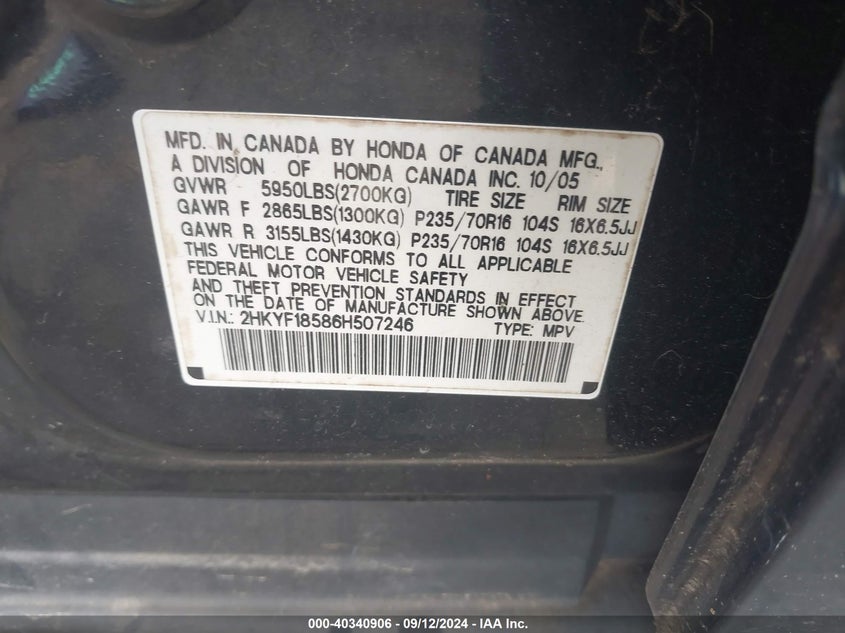 MFD. IN CANADA BY HONDA OF CANADA MFG.,
A DIVISION OF HONDA CANADA INC. 10/05
GVWR 5950LBS(2700KG) TIRE SIZE RIM SIZE
GAWR F 2865LBS(1300KG) P235/70R16 104S 16X6.5JJ
GAWR R 3155LBS(1430KG) P235/70R16 104S 16X6.5JJ
THIS VEHICLE CONFORMS TO ALL APPLICABLE
FEDERAL MOTOR VEHICLE SAFETY
AND THEFT PREVENTION STANDARDS IN EFFECT
ON THE DATE OF MANUFACTURE SHOWN ABOVE.
V.I.N.: 2HKYF18586H507246 TYPE: MPV
000-40340906 - 09/12/2024 - IAA Inc.